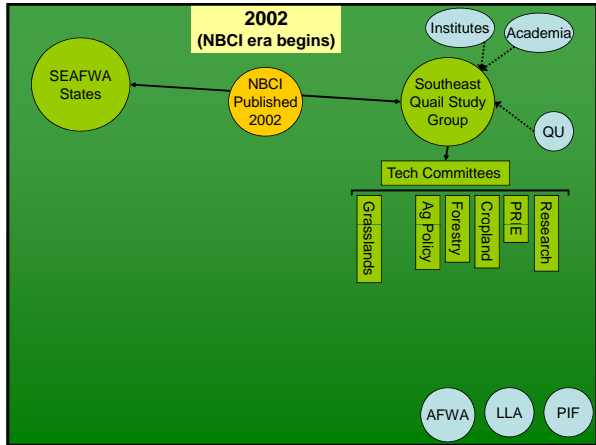 2002
(NBCI era begins)
Institutes
Academia
SEAFWA
States
NBCI
Published
2002
Southeast
Quail Study
Group
QU
Tech Committees
Grasslands
Ag Policy
Forestry
Cropland
PR/E
Research
AFWA
LLA
PIF